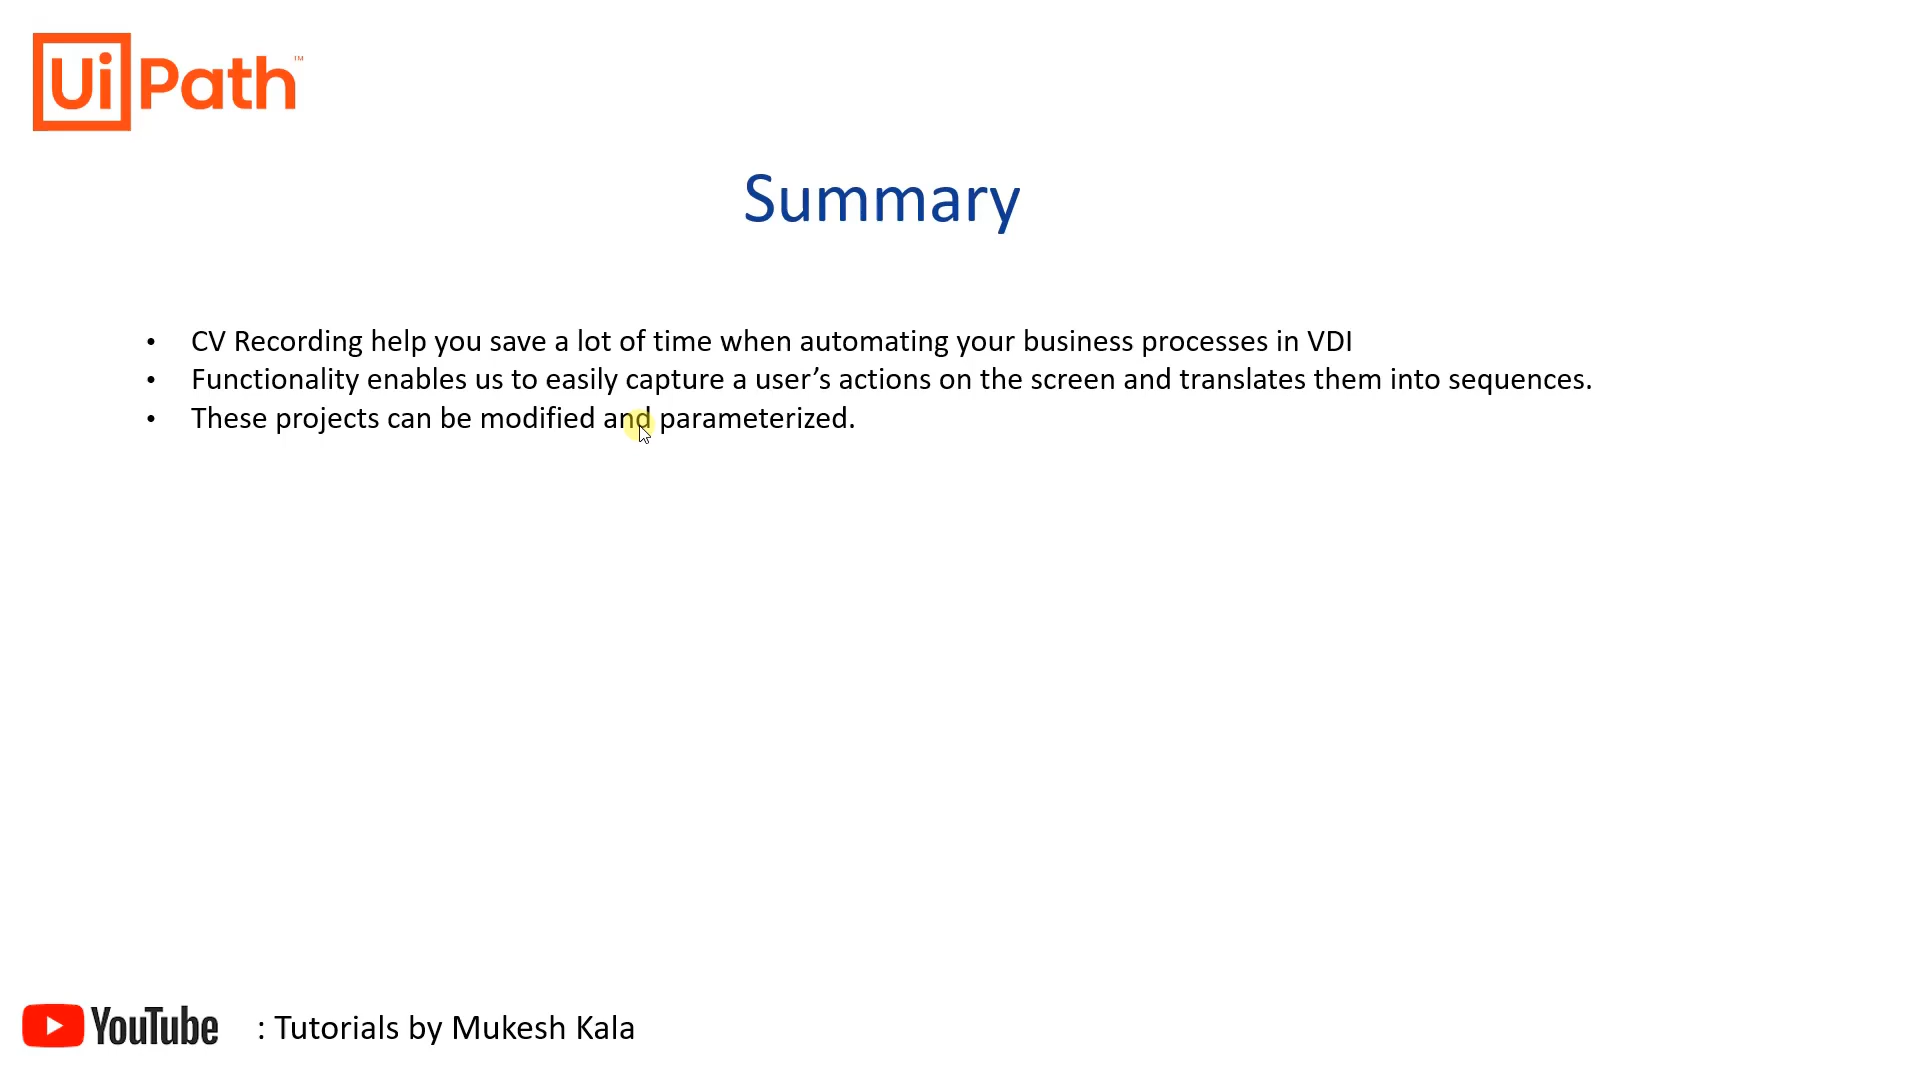 UiPath™
Summary
• CV Recording help you save a lot of time when automating your business processes in VDI
• Functionality enables us to easily capture a user’s actions on the screen and translates them into sequences.
• These projects can be modified and parameterized.
YouTube : Tutorials by Mukesh Kala